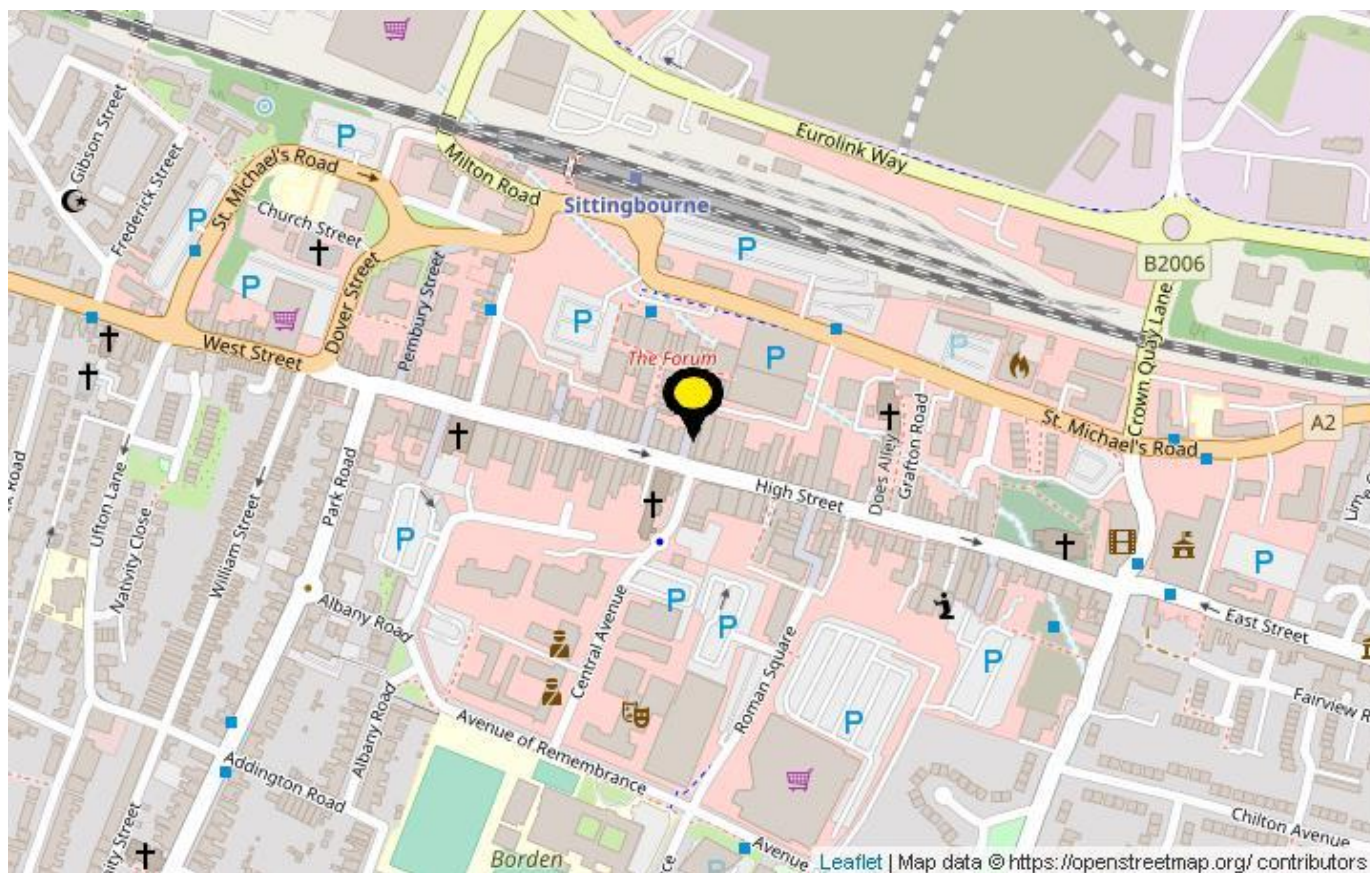 Gibson Street
Frederick Street
St. Michael's Road
P
P
Church Street
P
Dover Street
West Street
Pembury Street
Milton Road
Sittingbourne
Eurolink Way
P
B2006
Crown Quay Lane
P
The Forum
P
P
St. Michael's Road
A2
Does Alley
Grafton Road
High Street
Ufton Lane
Nativity Close
William Street
Park Road
P
Albany Road
Albany Road
Central Avenue
P
P
Roman Square
P
P
P
East Street
Fairview R
Avenue of Remembrance
Addington Road
Chilton Avenue
Avenue
Borden
P
Leaflet | Map data © https://openstreetmap.org/ contributors